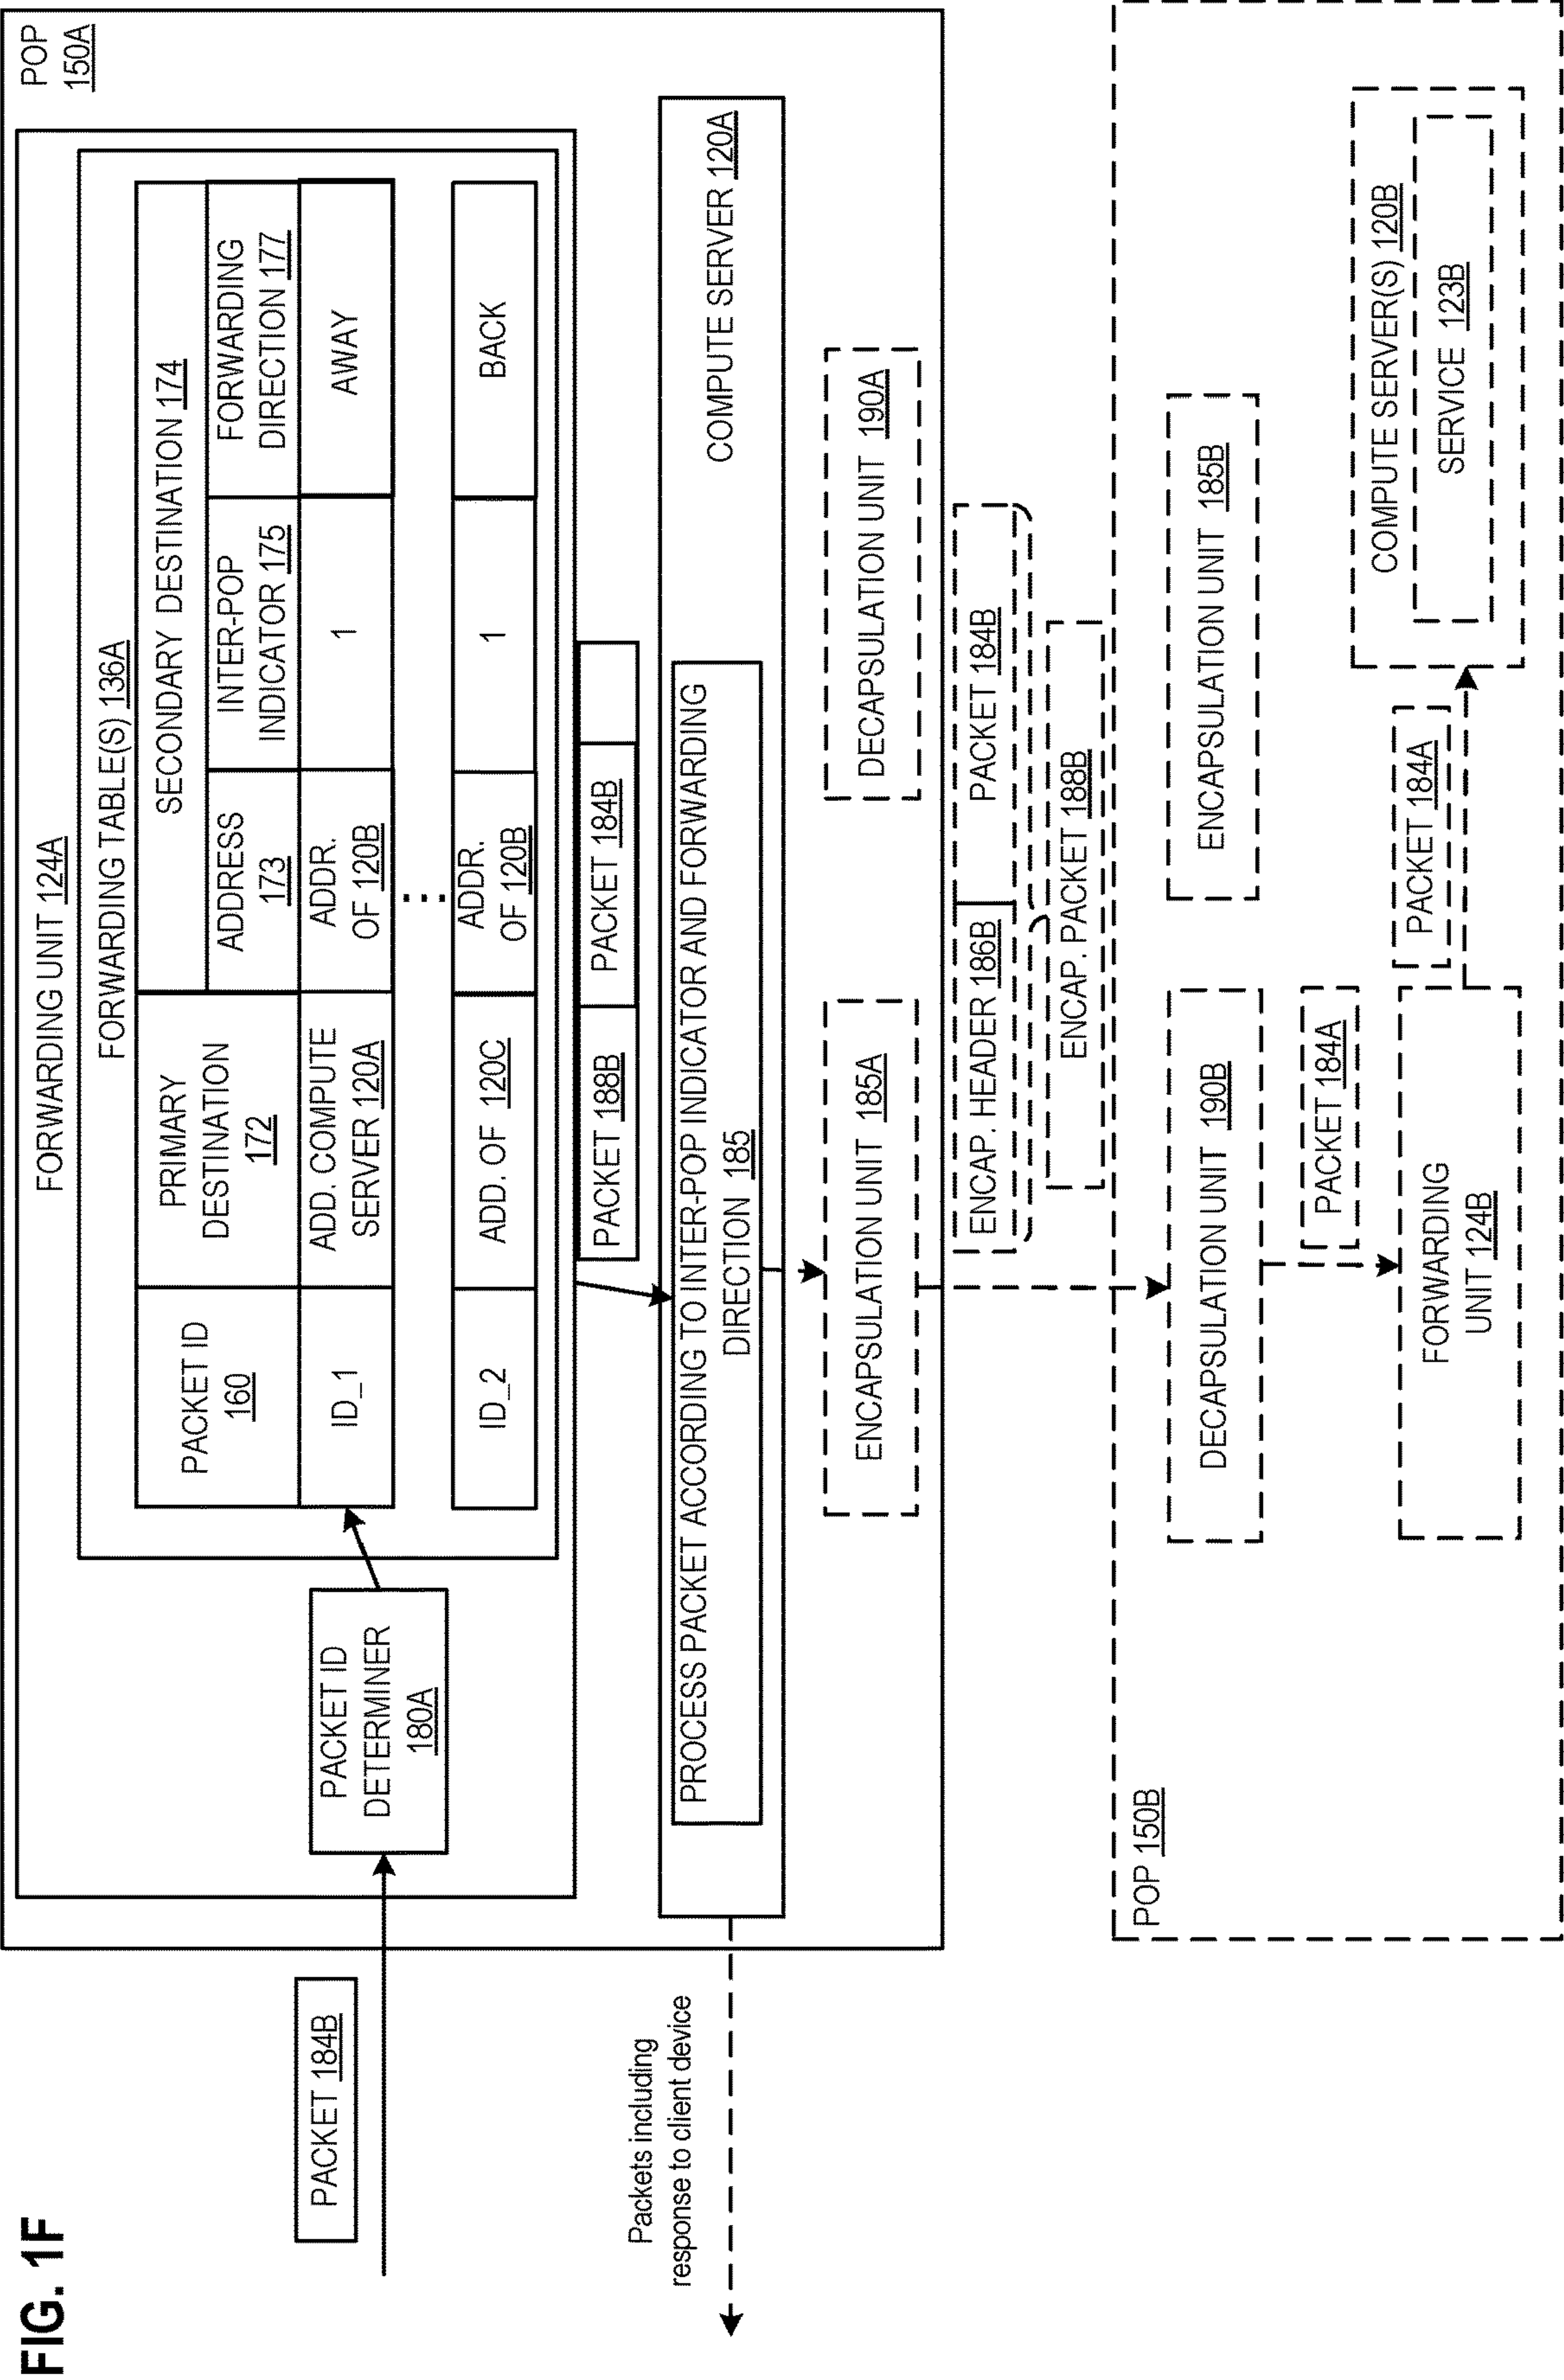 FIG. 1F
POP
150A
FORWARDING UNIT 124A
FORWARDING TABLE(S) 136A
PACKET ID
160
PRIMARY
DESTINATION
172
SECONDARY DESTINATION 174
ADDRESS
173
INTER-POP
INDICATOR 175
FORWARDING
DIRECTION 177
ID_1
ADD. COMPUTE
SERVER 120A
ADDR.
OF 120B
1
AWAY
ID_2
ADD. OF 120C
ADDR.
OF 120B
1
BACK
PACKET 184B
PACKET ID
DETERMINER
180A
PACKET 188B
PACKET 184B
COMPUTE SERVER 120A
PROCESS PACKET ACCORDING TO INTER-POP INDICATOR AND FORWARDING
DIRECTION 185
Packets including
response to client device
ENCAPSULATION UNIT 185A
DECAPSULATION UNIT 190A
ENCAP. HEADER 186B
PACKET 184B
ENCAP. PACKET 188B
POP 150B
DECAPSULATION UNIT 190B
ENCAPSULATION UNIT 185B
PACKET 184A
FORWARDING
UNIT 124B
PACKET 184A
COMPUTE SERVER(S) 120B
SERVICE 123B